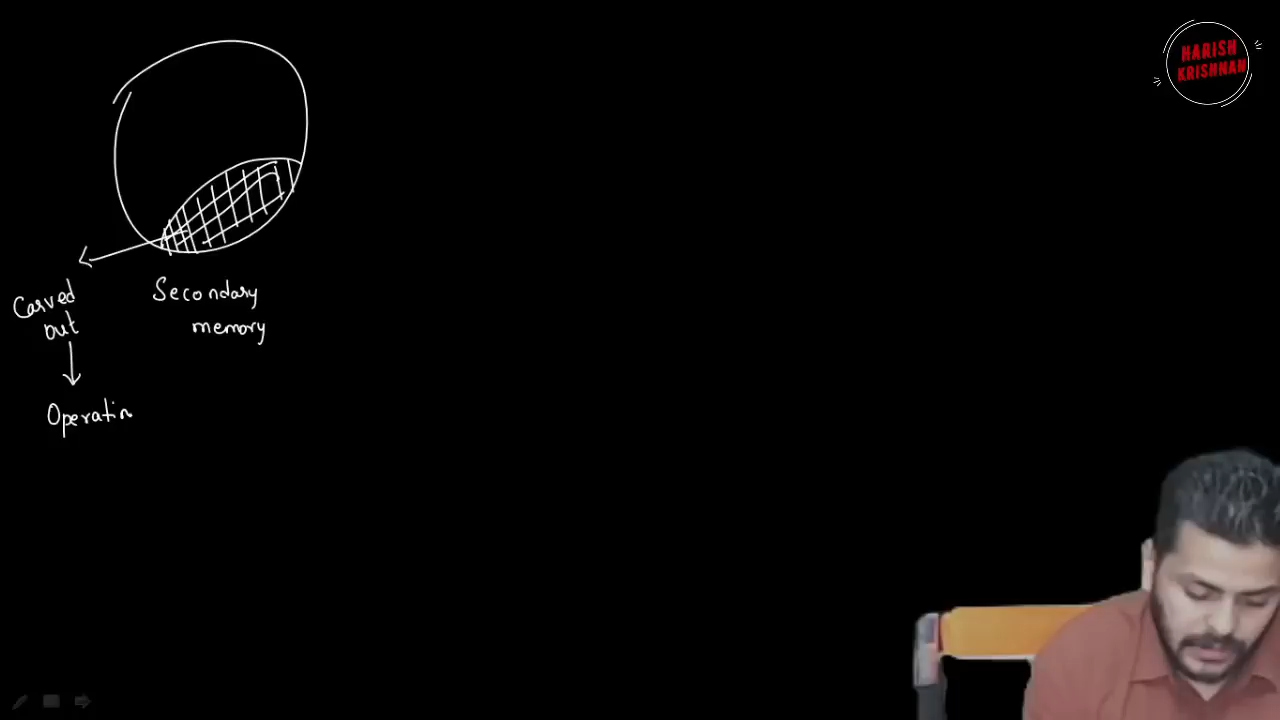 HARISH
KRISHNAN
Secondary
memory
Carved
out
Operatin